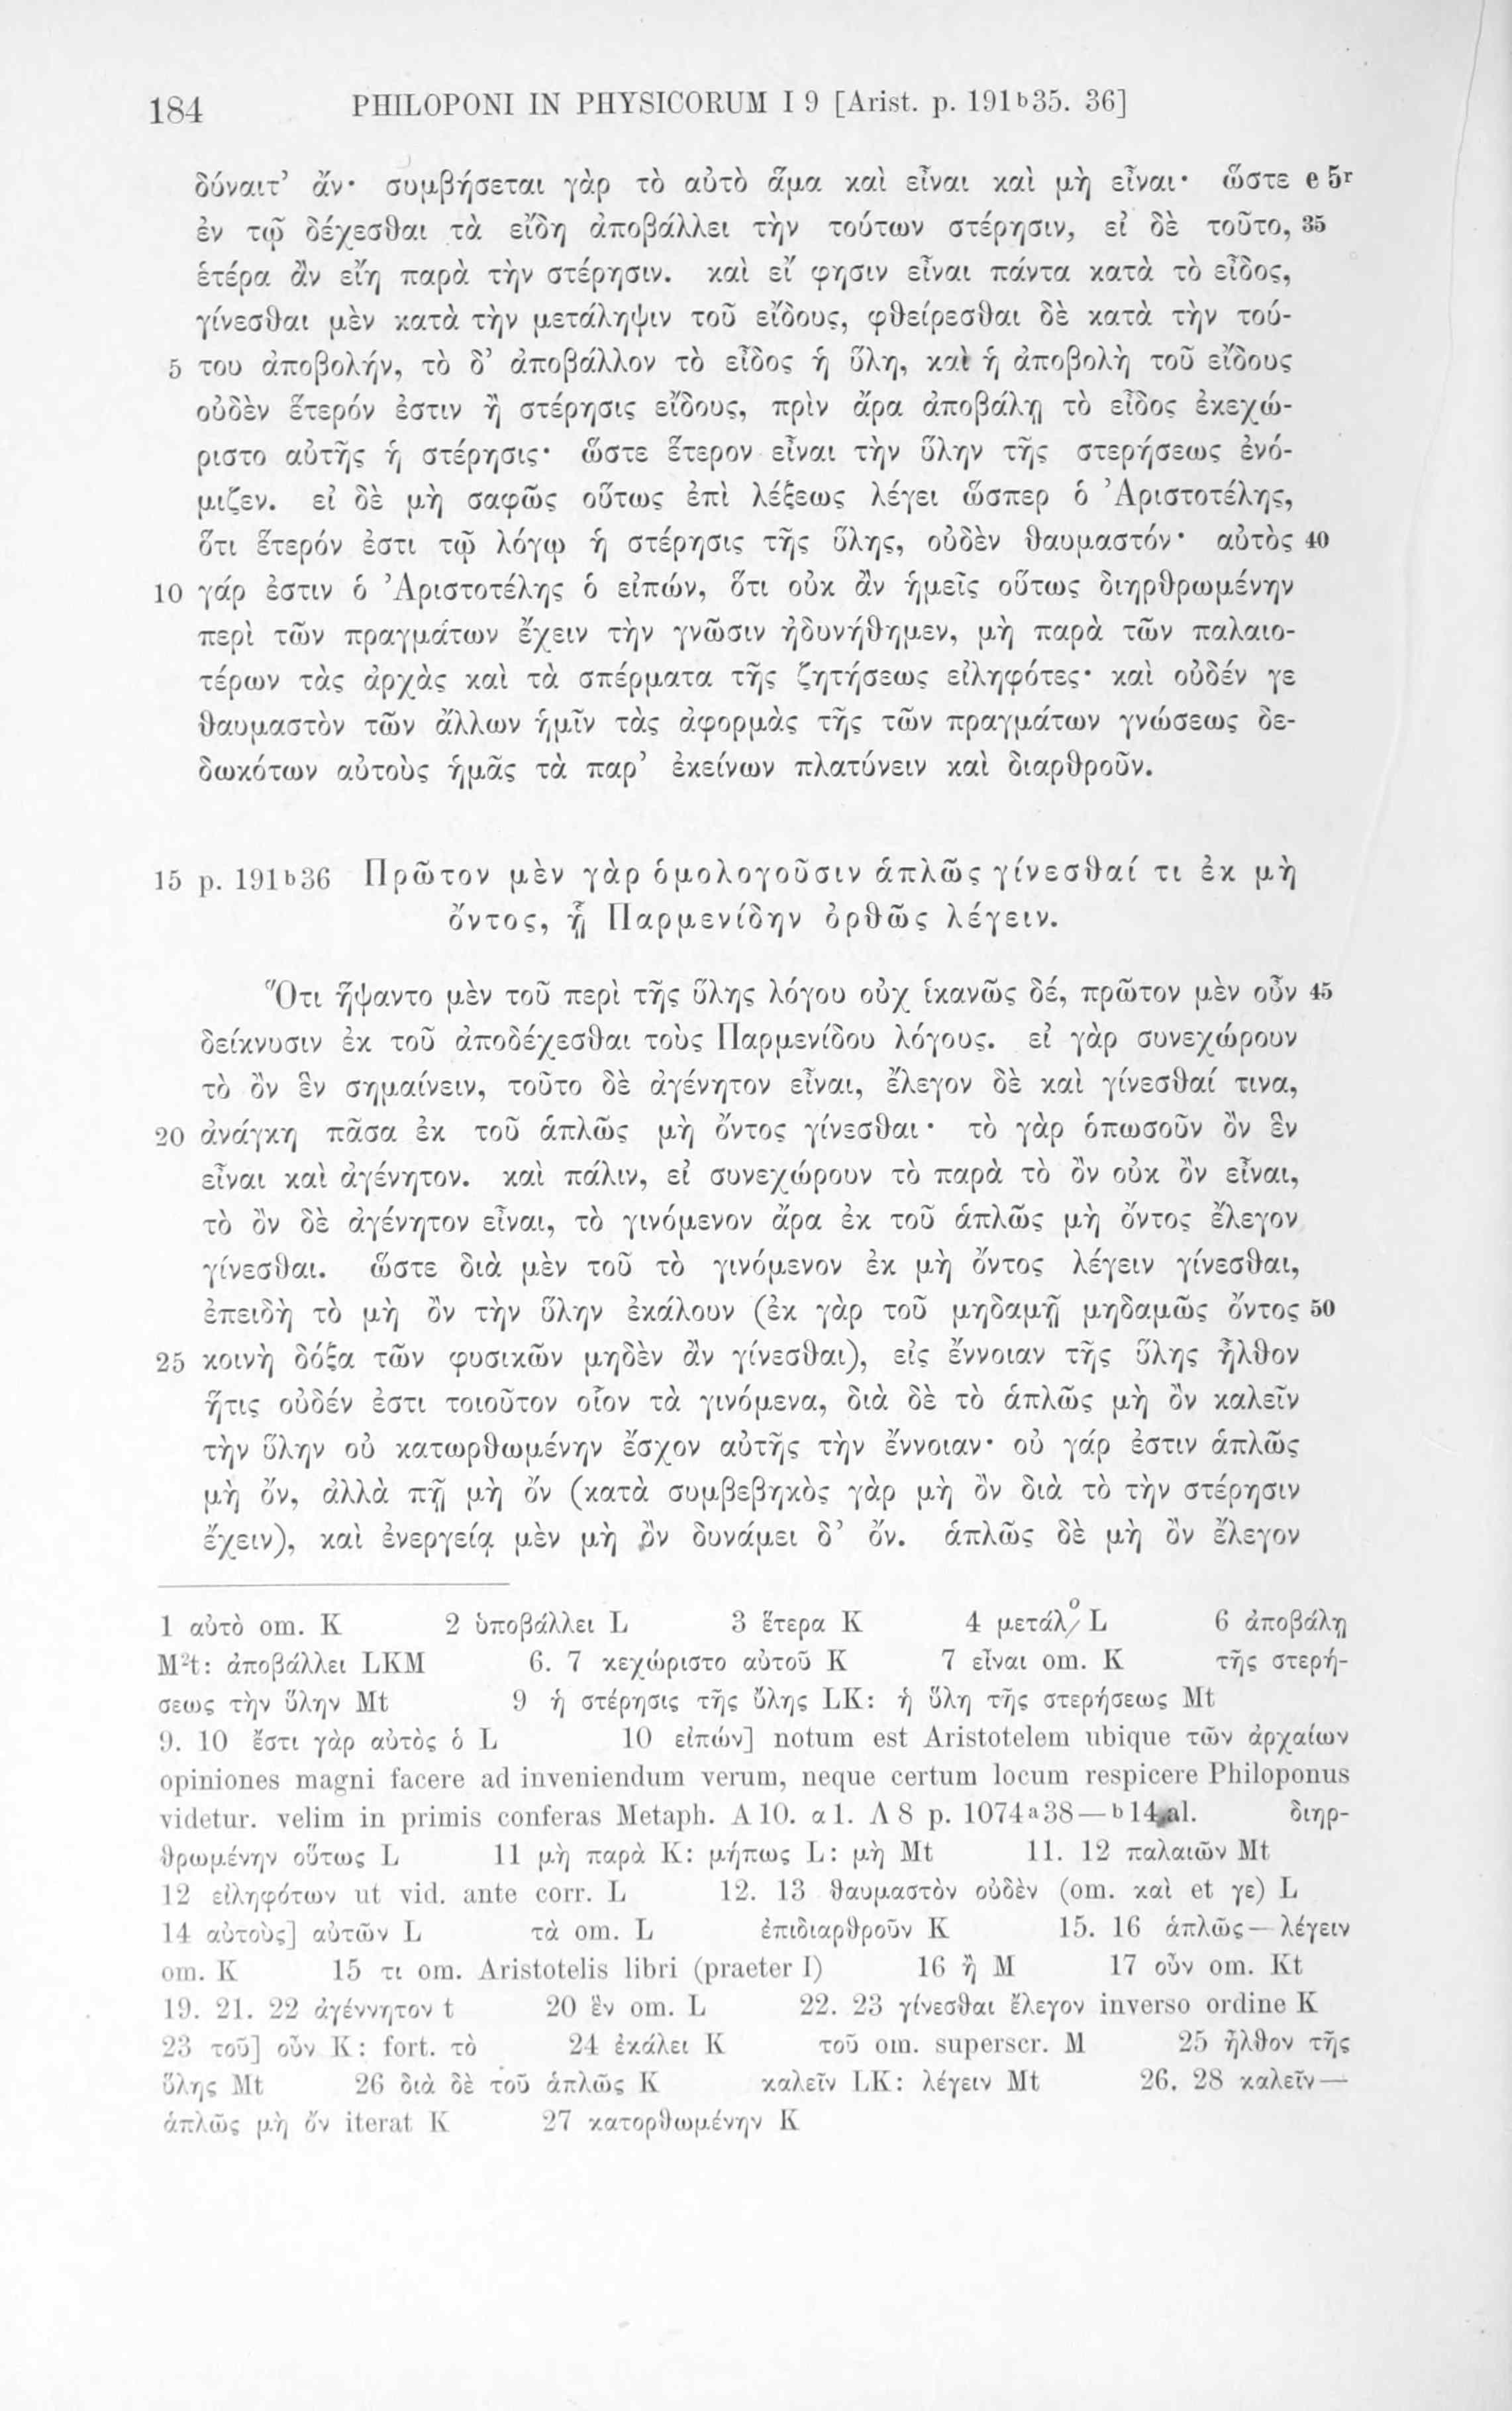 184 PHILOPONI IN PHYSICORUM I 9 [Arist. p. 191ᵇ35. 36]
δύναιτ’ ἄν· συμβήσεται γὰρ τὸ αὐτὸ ἅμα καὶ εἶναι καὶ μὴ εἶναι· ὥστε e 5ʳ
ἐν τῷ δέχεσθαι τὰ εἴδη ἀποβάλλει τὴν τούτων στέρησιν, εἰ δὲ τοῦτο, 35
ἑτέρα ἂν εἴη παρὰ τὴν στέρησιν. καὶ εἴ φησιν εἶναι πάντα κατὰ τὸ εἶδος,
γίνεσθαι μὲν κατὰ τὴν μετάληψιν τοῦ εἴδους, φθείρεσθαι δὲ κατὰ τὴν τού-
5 του ἀποβολήν, τὸ δ’ ἀποβάλλον τὸ εἶδος ἡ ὕλη, καὶ ἡ ἀποβολὴ τοῦ εἴδους
οὐδὲν ἕτερόν ἐστιν ἢ στέρησις εἴδους, πρὶν ἄρα ἀποβάλῃ τὸ εἶδος ἐκεχώ-
ριστο αὐτῆς ἡ στέρησις· ὥστε ἕτερον εἶναι τὴν ὕλην τῆς στερήσεως ἐνό-
μιζεν. εἰ δὲ μὴ σαφῶς οὕτως ἐπὶ λέξεως λέγει ὥσπερ ὁ Ἀριστοτέλης,
ὅτι ἕτερόν ἐστι τῷ λόγῳ ἡ στέρησις τῆς ὕλης, οὐδὲν θαυμαστόν· αὐτὸς 40
10 γάρ ἐστιν ὁ Ἀριστοτέλης ὁ εἰπών, ὅτι οὐκ ἂν ἡμεῖς οὕτως διηρθρωμένην
περὶ τῶν πραγμάτων ἔχειν τὴν γνῶσιν ἠδυνήθημεν, μὴ παρὰ τῶν παλαιο-
τέρων τὰς ἀρχὰς καὶ τὰ σπέρματα τῆς ζητήσεως εἰληφότες· καὶ οὐδέν γε
θαυμαστὸν τῶν ἄλλων ἡμῖν τὰς ἀφορμὰς τῆς τῶν πραγμάτων γνώσεως δε-
δωκότων αὐτοὺς ἡμᾶς τὰ παρ’ ἐκείνων πλατύνειν καὶ διαρθροῦν.
15 p. 191ᵇ36 Πρῶτον μὲν γὰρ ὁμολογοῦσιν ἁπλῶς γίνεσθαί τι ἐκ μὴ
ὄντος, ᾗ Παρμενίδην ὀρθῶς λέγειν.
Ὅτι ἥψαντο μὲν τοῦ περὶ τῆς ὕλης λόγου οὐχ ἱκανῶς δέ, πρῶτον μὲν οὖν 45
δείκνυσιν ἐκ τοῦ ἀποδέχεσθαι τοὺς Παρμενίδου λόγους. εἰ γὰρ συνεχώρουν
τὸ ὂν ἓν σημαίνειν, τοῦτο δὲ ἀγένητον εἶναι, ἔλεγον δὲ καὶ γίνεσθαί τινα,
20 ἀνάγκη πᾶσα ἐκ τοῦ ἁπλῶς μὴ ὄντος γίνεσθαι· τὸ γὰρ ὁπωσοῦν ὂν ἓν
εἶναι καὶ ἀγένητον. καὶ πάλιν, εἰ συνεχώρουν τὸ παρὰ τὸ ὂν οὐκ ὂν εἶναι,
τὸ ὂν δὲ ἀγένητον εἶναι, τὸ γινόμενον ἄρα ἐκ τοῦ ἁπλῶς μὴ ὄντος ἔλεγον
γίνεσθαι. ὥστε διὰ μὲν τοῦ τὸ γινόμενον ἐκ μὴ ὄντος λέγειν γίνεσθαι,
ἐπειδὴ τὸ μὴ ὂν τὴν ὕλην ἐκάλουν (ἐκ γὰρ τοῦ μηδαμῇ μηδαμῶς ὄντος 50
25 κοινὴ δόξα τῶν φυσικῶν μηδὲν ἂν γίνεσθαι), εἰς ἔννοιαν τῆς ὕλης ἦλθον
ἥτις οὐδέν ἐστι τοιοῦτον οἷον τὰ γινόμενα, διὰ δὲ τὸ ἁπλῶς μὴ ὂν καλεῖν
τὴν ὕλην οὐ κατωρθωμένην ἔσχον αὐτῆς τὴν ἔννοιαν· οὐ γάρ ἐστιν ἁπλῶς
μὴ ὄν, ἀλλὰ πῇ μὴ ὄν (κατὰ συμβεβηκὸς γὰρ μὴ ὂν διὰ τὸ τὴν στέρησιν
ἔχειν), καὶ ἐνεργείᾳ μὲν μὴ ὂν δυνάμει δ’ ὄν. ἁπλῶς δὲ μὴ ὂν ἔλεγον
1 αὐτὸ om. K 2 ὑποβάλλει L 3 ἕτερα K 4 μετάλ⁰/ L 6 ἀποβάλῃ
M²t: ἀποβάλλει LKM 6. 7 κεχώριστο αὐτοῦ K 7 εἶναι om. K τῆς στερή-
σεως τὴν ὕλην Mt 9 ἡ στέρησις τῆς ὕλης LK: ἡ ὕλη τῆς στερήσεως Mt
9. 10 ἔστι γὰρ αὐτὸς ὁ L 10 εἰπών] notum est Aristotelem ubique τῶν ἀρχαίων
opiniones magni facere ad inveniendum verum, neque certum locum respicere Philoponus
videtur. velim in primis conferas Metaph. A 10. α 1. Λ 8 p. 1074ᵃ38—ᵇ14 al. διηρ-
θρωμένην οὕτως L 11 μὴ παρὰ K: μήπως L: μὴ Mt 11. 12 παλαιῶν Mt
12 εἰληφότων ut vid. ante corr. L 12. 13 θαυμαστὸν οὐδὲν (om. καὶ et γε) L
14 αὐτοὺς] αὐτῶν L τὰ om. L ἐπιδιαρθροῦν K 15. 16 ἁπλῶς—λέγειν
om. K 15 τι om. Aristotelis libri (praeter I) 16 ἢ M 17 οὖν om. Kt
19. 21. 22 ἀγέννητον t 20 ἓν om. L 22. 23 γίνεσθαι ἔλεγον inverso ordine K
23 τοῦ] οὖν K: fort. τὸ 24 ἐκάλει K τοῦ om. superscr. M 25 ἦλθον τῆς
ὕλης Mt 26 διὰ δὲ τοῦ ἁπλῶς K καλεῖν LK: λέγειν Mt 26. 28 καλεῖν—
ἁπλῶς μὴ ὄν iterat K 27 κατορθωμένην K